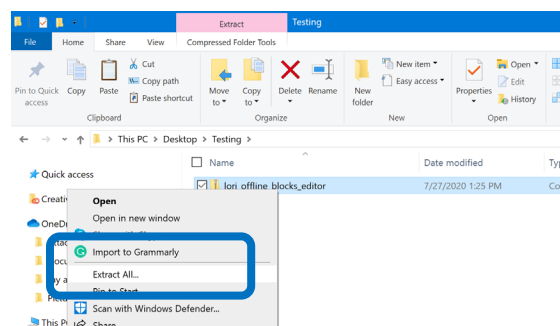 Extract
Testing
File
Home
Share
View
Compressed Folder Tools
Pin to Quick access
Copy
Paste
Cut
Copy path
Paste shortcut
Clipboard
Move to
Copy to
Delete
Rename
Organize
New folder
New item
Easy access
New
Properties
Open
Edit
History
Open
This PC > Desktop > Testing >
Name
Date modified
Quick access
lori_offline_blocks_editor
7/27/2020 1:25 PM
Open
Open in new window
Import to Grammarly
Extract All...
Pin to Start
Scan with Windows Defender...
Share